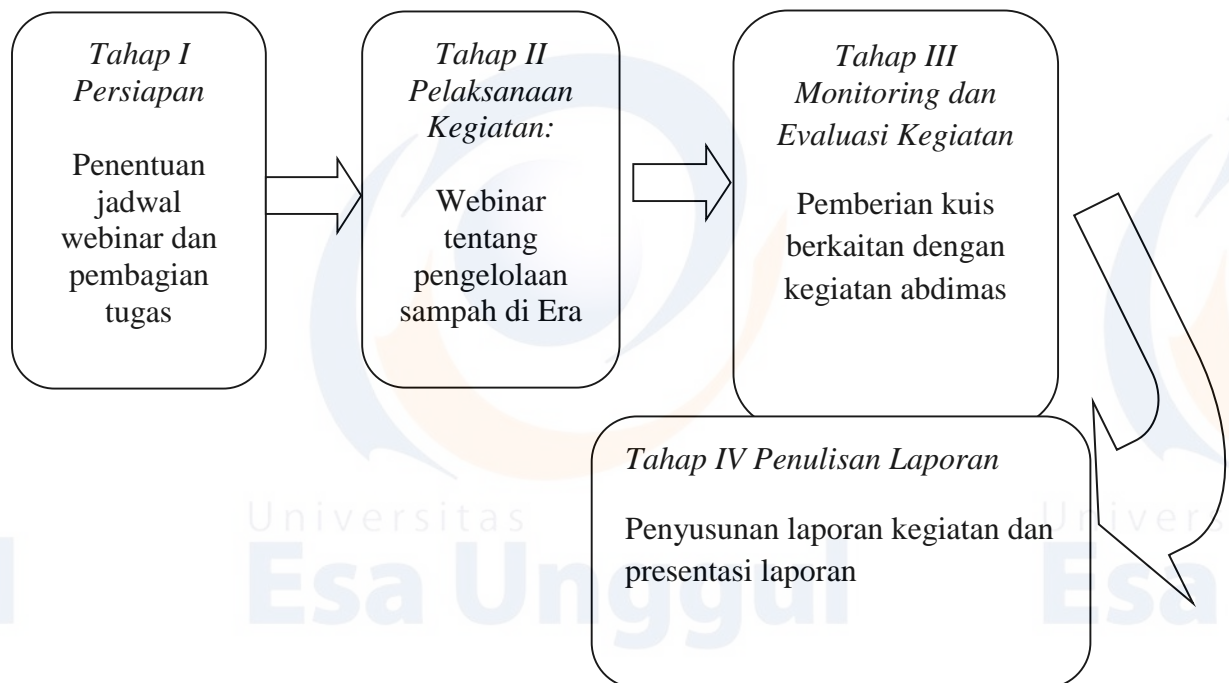 Tahap I
Persiapan
Penentuan
jadwal
webinar dan
pembagian
tugas
Tahap II
Pelaksanaan
Kegiatan:
Webinar
tentang
pengelolaan
sampah di Era
Tahap III
Monitoring dan
Evaluasi Kegiatan
Pemberian kuis
berkaitan dengan
kegiatan abdimas
Tahap IV Penulisan Laporan
Penyusunan laporan kegiatan dan
presentasi laporan
Universitas
Esa Unggul
Univers
Esa